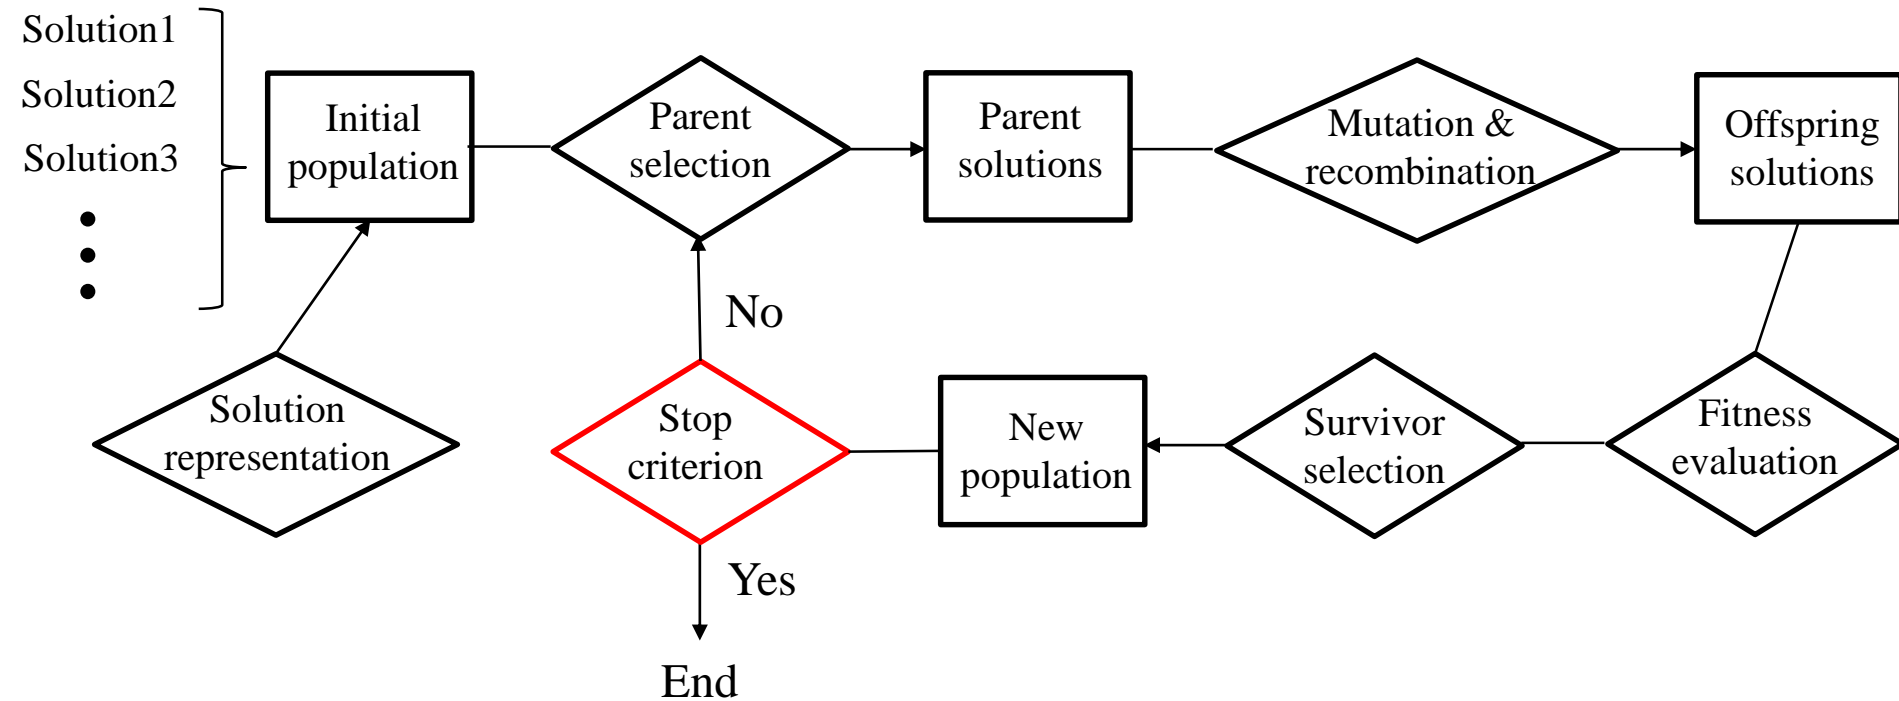 Solution1
Solution2
Solution3
Initial
population
Parent
selection
Parent
solutions
Mutation &
recombination
Offspring
solutions
No
Solution
representation
Stop
criterion
New
population
Survivor
selection
Fitness
evaluation
Yes
End